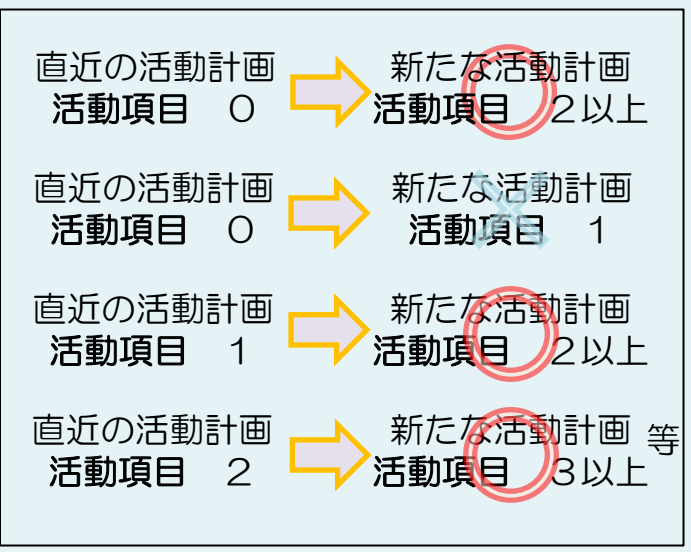 直近の活動計画 新たな活動計画
活動項目 0 活動項目 2以上
直近の活動計画 新たな活動計画
活動項目 0 活動項目 1
直近の活動計画 新たな活動計画
活動項目 1 活動項目 2以上
直近の活動計画 新たな活動計画 等
活動項目 2 活動項目 3以上